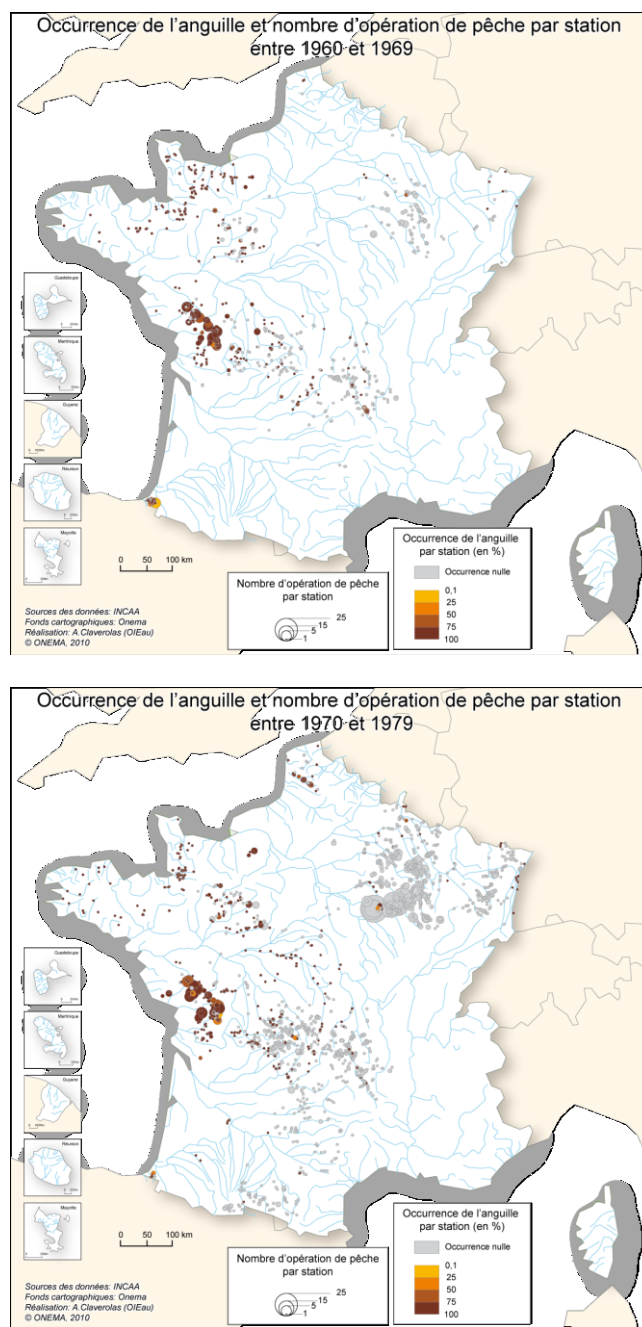 Occurrence de l'anguille et nombre d'opération de pêche par station
entre 1960 et 1969
Guadeloupe
Martinique
Guyane
Réunion
Mayotte
0 50 100 km
Sources des données: INCAA
Fonds cartographiques: Onema
Réalisation: A.Claverolas (OIEau)
© ONEMA, 2010
Nombre d'opération de pêche
par station
25
15
5
1
Occurrence de l'anguille
par station (en %)
Occurrence nulle
0,1
25
50
75
100
Occurrence de l'anguille et nombre d'opération de pêche par station
entre 1970 et 1979
Guadeloupe
Martinique
Guyane
Réunion
Mayotte
0 50 100 km
Sources des données: INCAA
Fonds cartographiques: Onema
Réalisation: A.Claverolas (OIEau)
© ONEMA, 2010
Nombre d'opération de pêche
par station
25
15
5
1
Occurrence de l'anguille
par station (en %)
Occurrence nulle
0,1
25
50
75
100